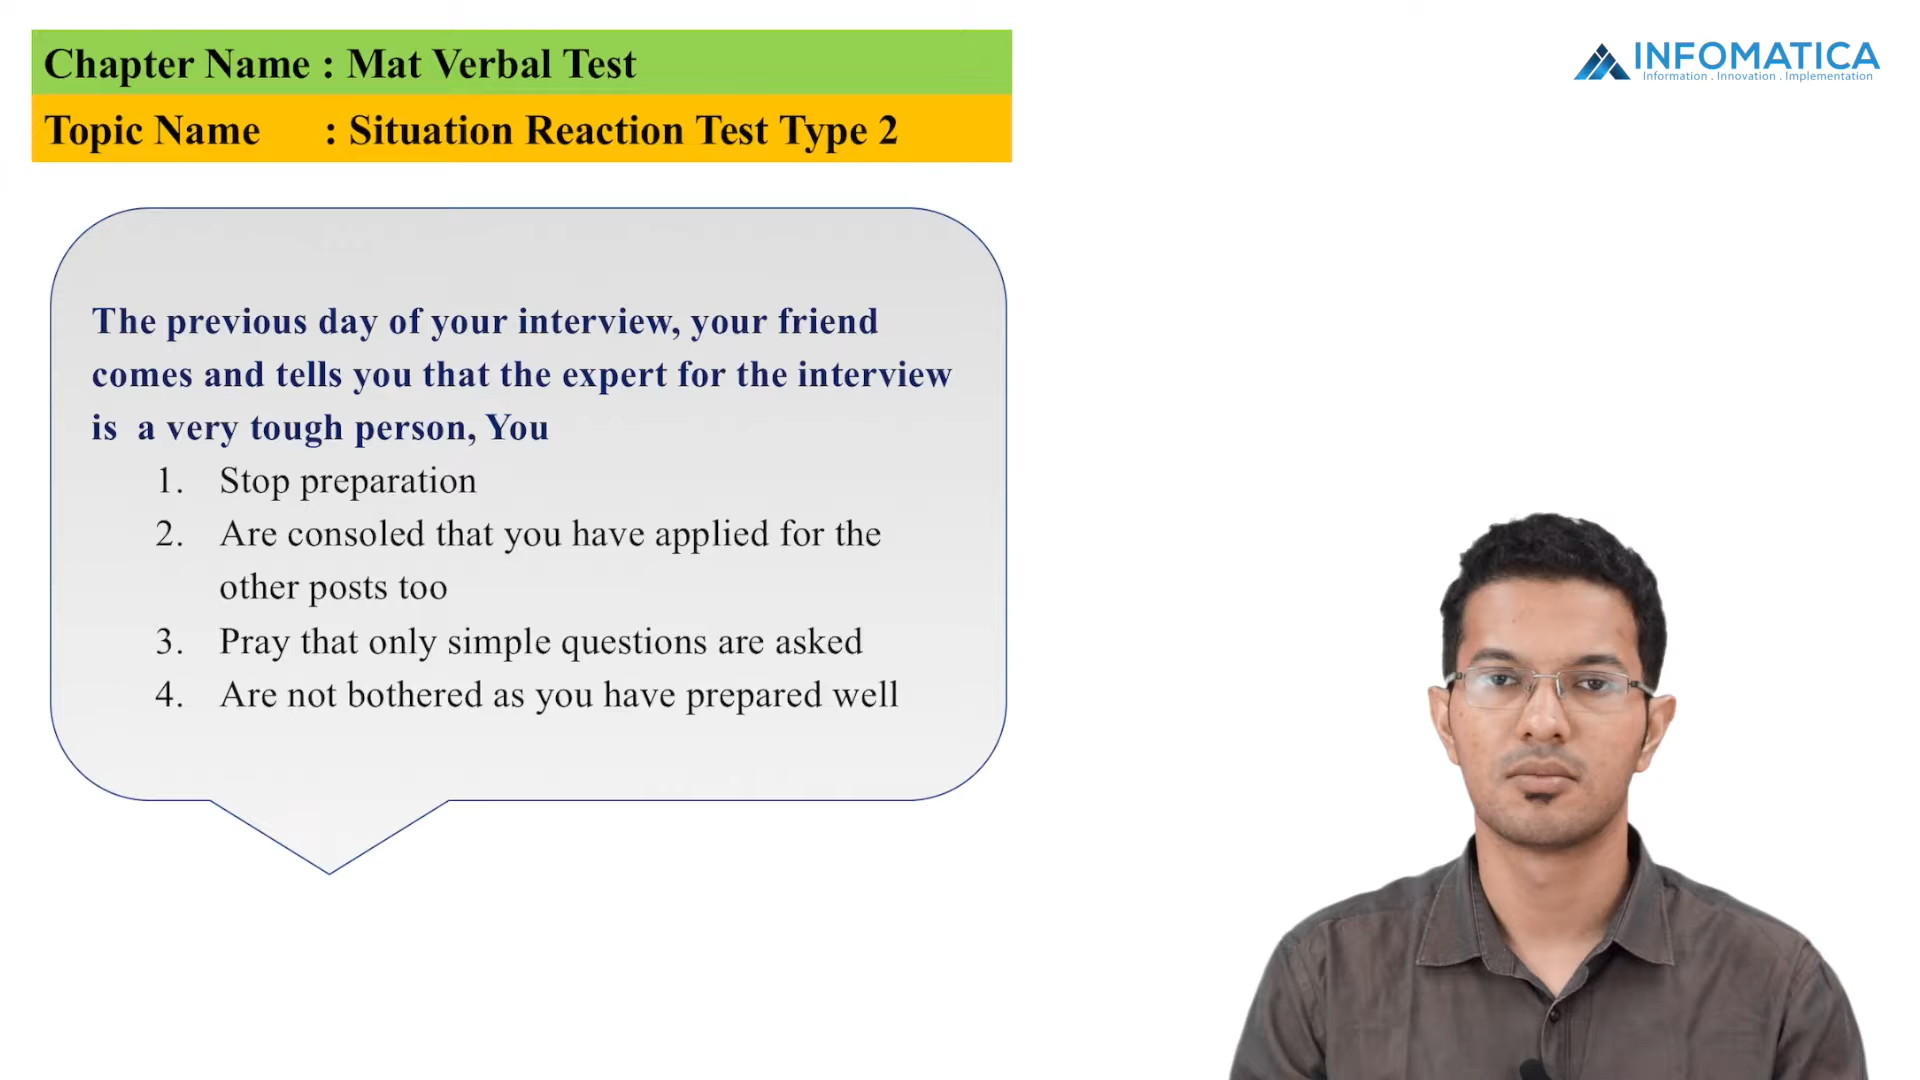 Chapter Name : Mat Verbal Test
INFOMATICA
Information . Innovation . Implementation
Topic Name : Situation Reaction Test Type 2
The previous day of your interview, your friend
comes and tells you that the expert for the interview
is a very tough person, You
1. Stop preparation
2. Are consoled that you have applied for the
other posts too
3. Pray that only simple questions are asked
4. Are not bothered as you have prepared well